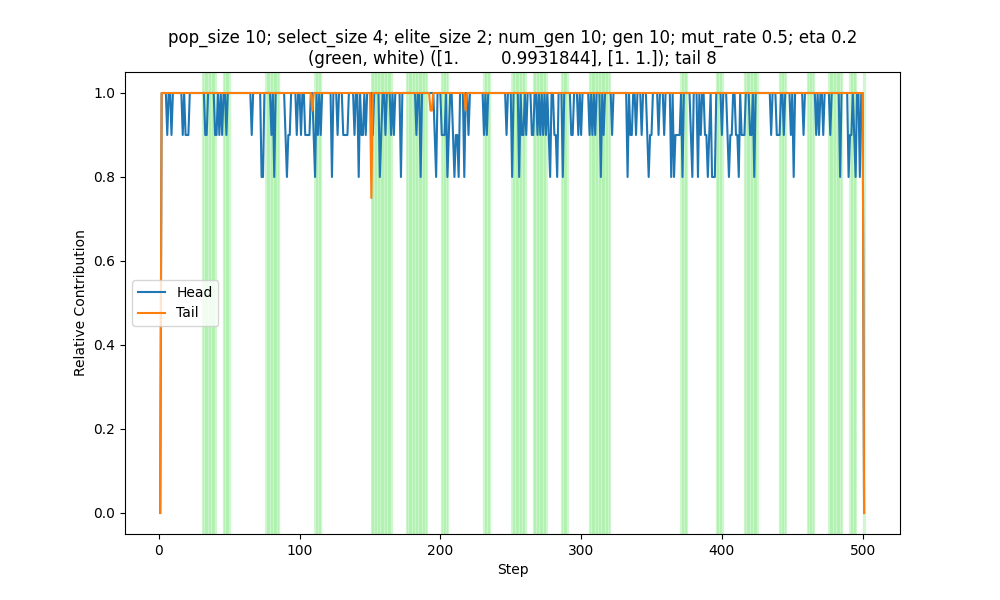 pop_size 10; select_size 4; elite_size 2; num_gen 10; gen 10; mut_rate 0.5; eta 0.2
(green, white) ([1. 0.9931844], [1. 1.]); tail 8
1.0
0.8
0.6
0.4
0.2
0.0
Relative Contribution
Head
Tail
0 100 200 300 400 500
Step